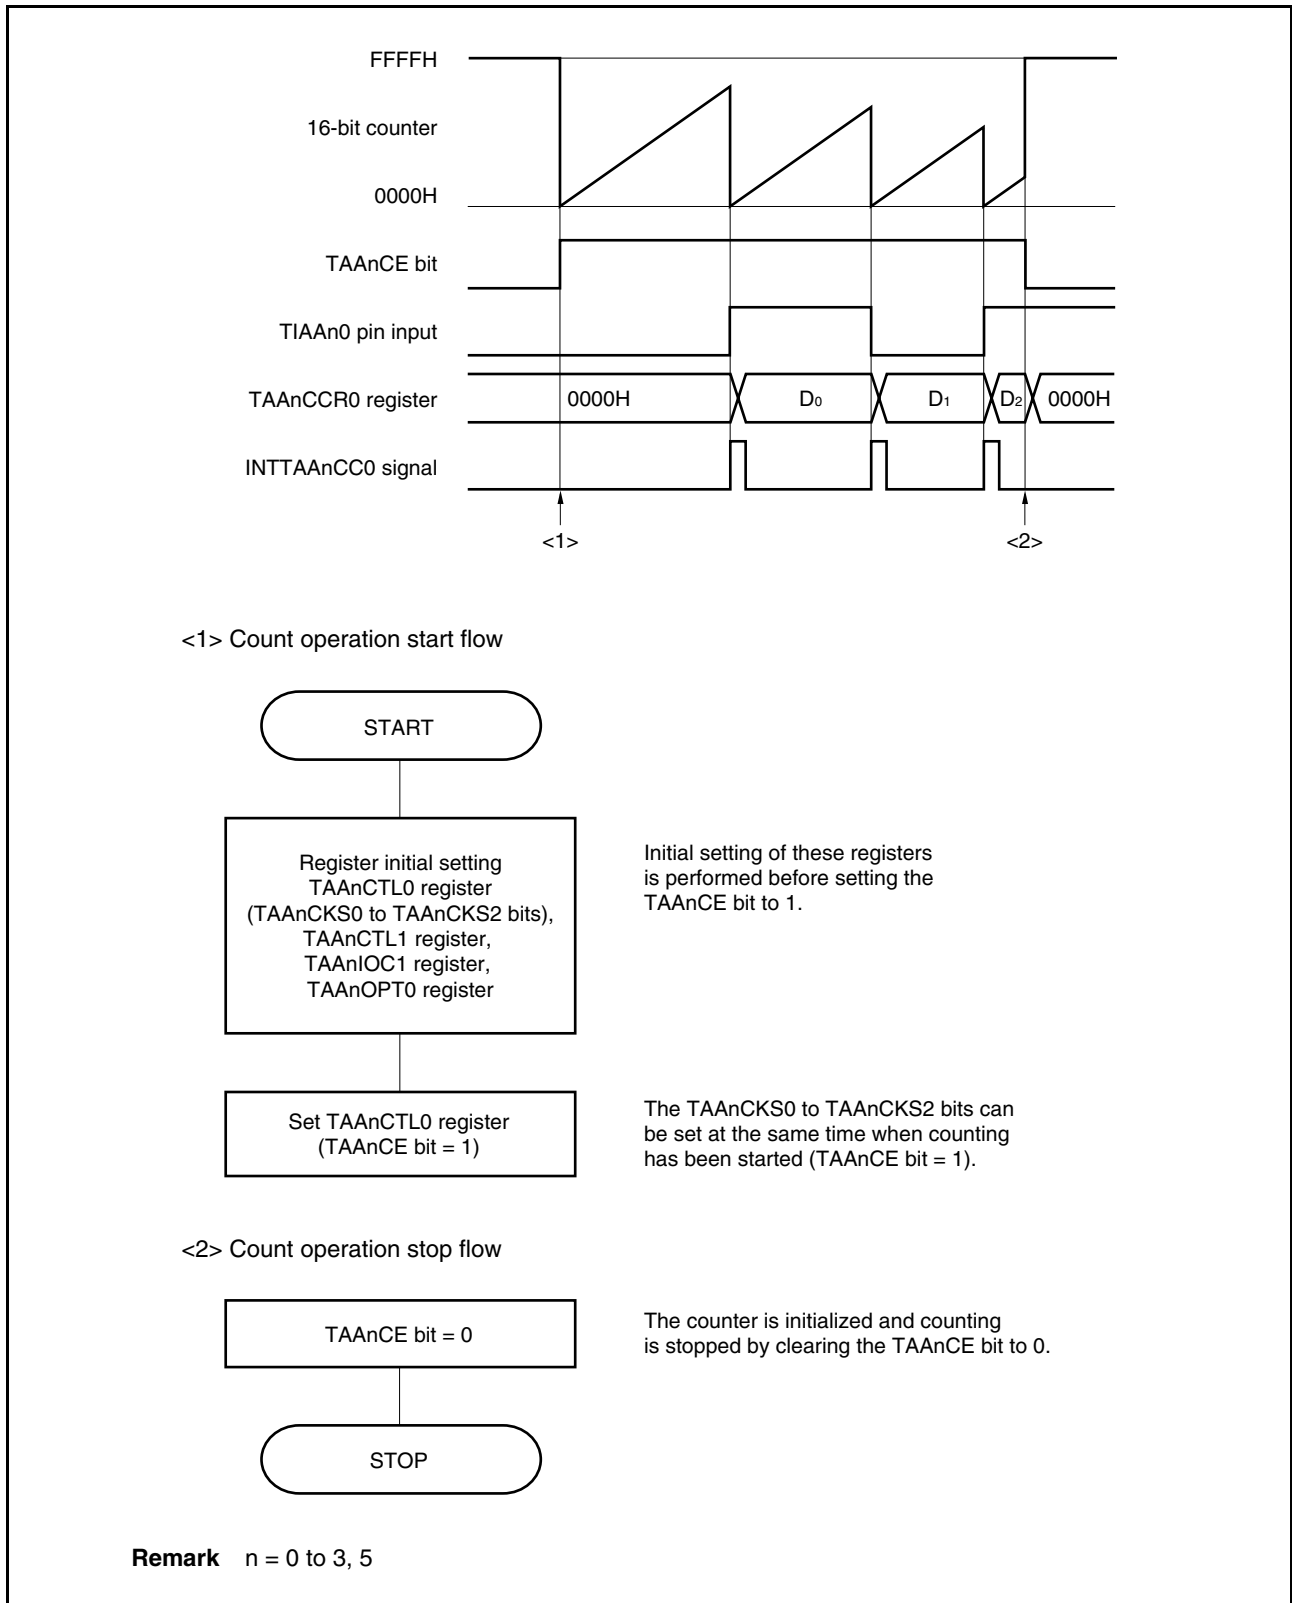 FFFFH
16-bit counter
0000H
TAAnCE bit
TIAAn0 pin input
TAAnCCR0 register
0000H D0 D1 D2 0000H
INTTAAnCC0 signal
<1> <2>
<1> Count operation start flow
START
Register initial setting
TAAnCTL0 register
(TAAnCKS0 to TAAnCKS2 bits),
TAAnCTL1 register,
TAAnIOC1 register,
TAAnOPT0 register
Initial setting of these registers
is performed before setting the
TAAnCE bit to 1.
Set TAAnCTL0 register
(TAAnCE bit = 1)
The TAAnCKS0 to TAAnCKS2 bits can
be set at the same time when counting
has been started (TAAnCE bit = 1).
<2> Count operation stop flow
TAAnCE bit = 0
The counter is initialized and counting
is stopped by clearing the TAAnCE bit to 0.
STOP
Remark n = 0 to 3, 5